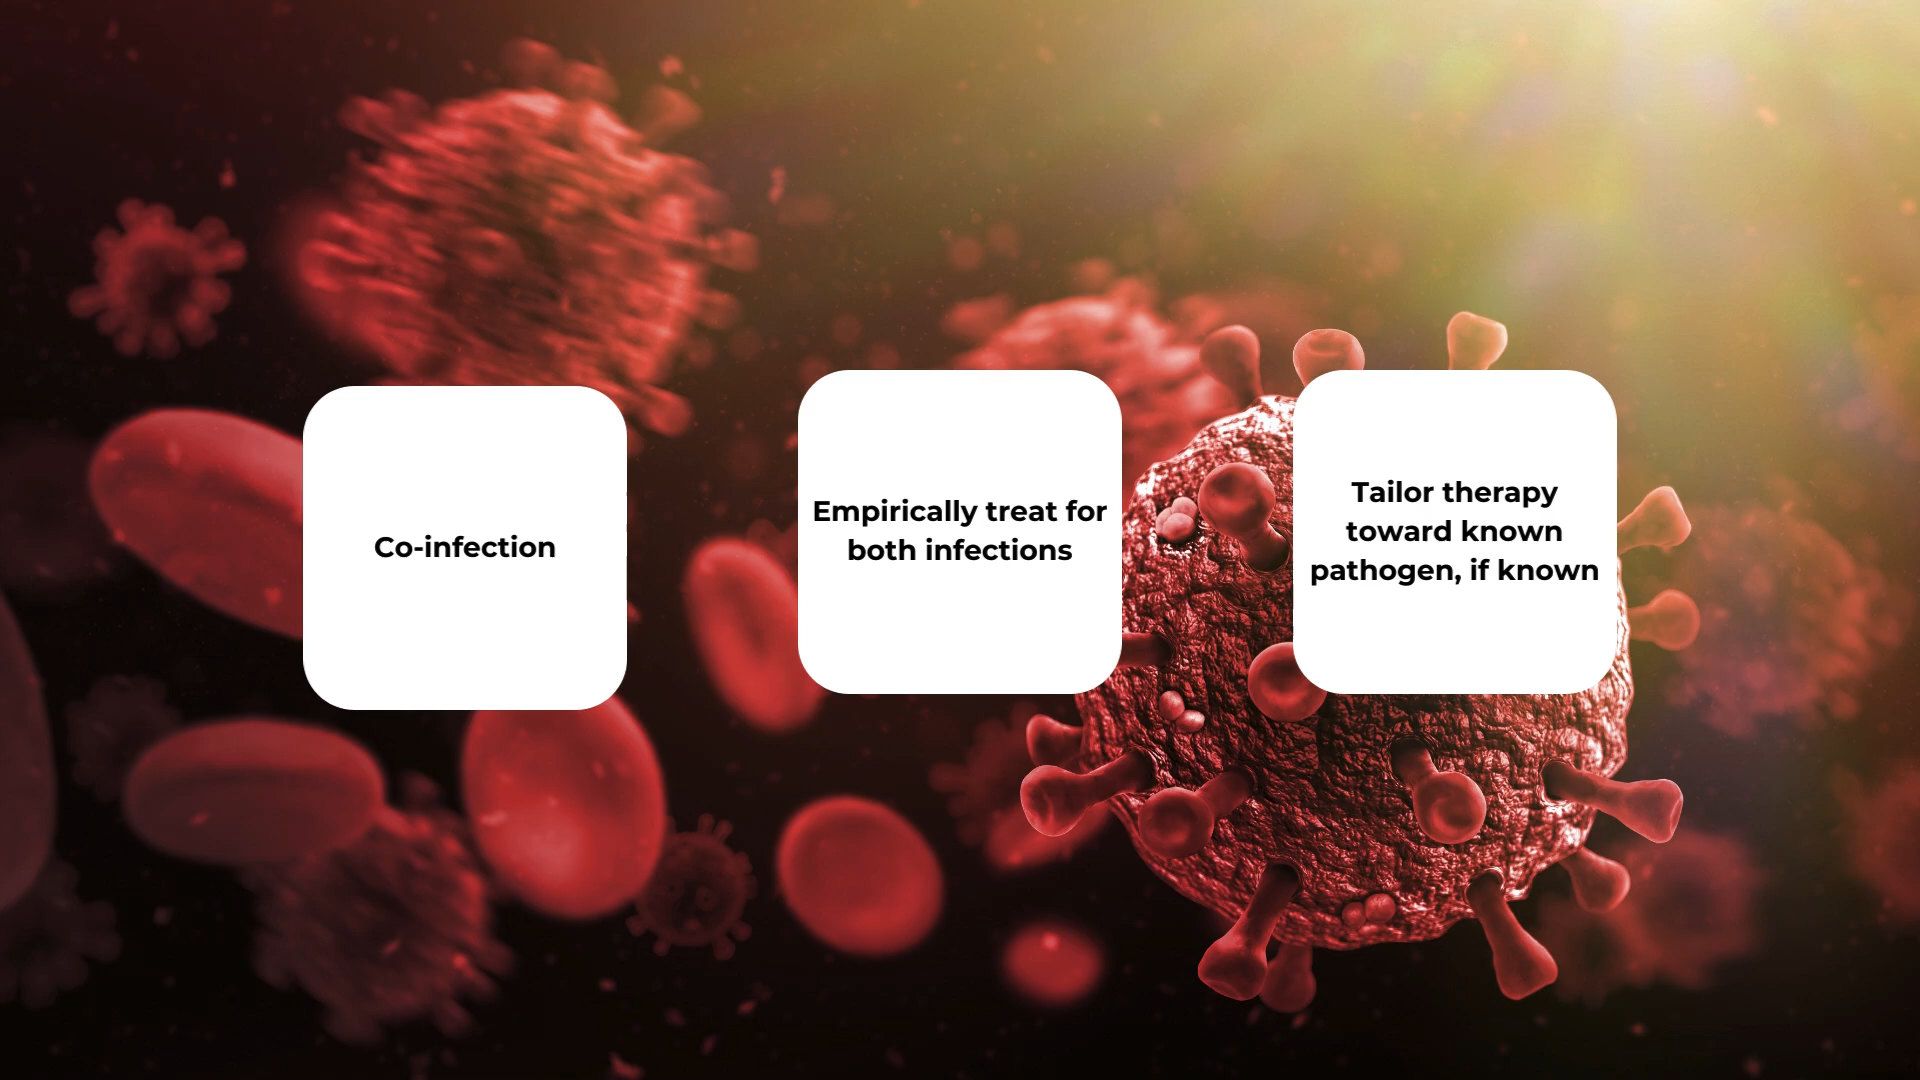 Co-infection
Empirically treat for
both infections
Tailor therapy
toward known
pathogen, if known